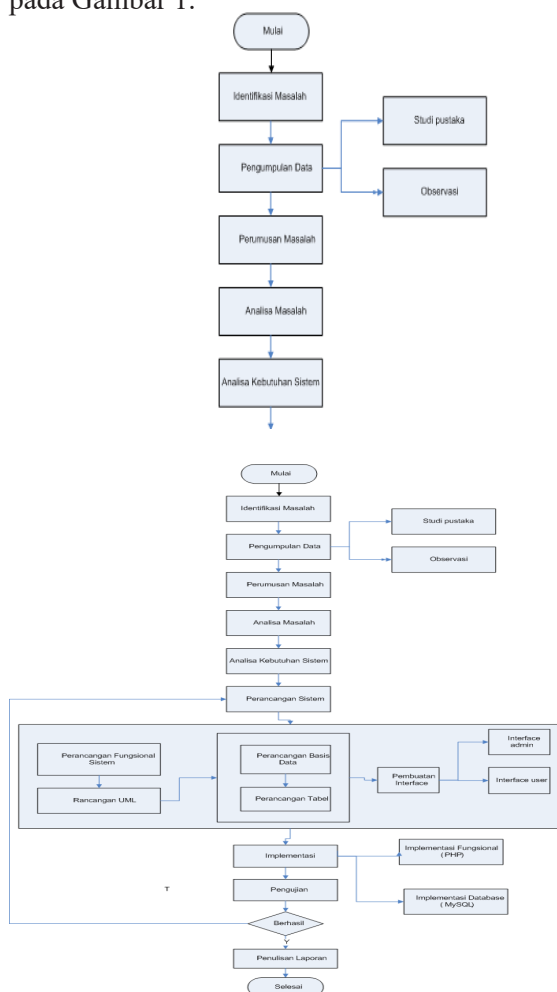 pada Gambar 1.
Mulai
Identifikasi Masalah
Studi pustaka
Pengumpulan Data
Observasi
Perumusan Masalah
Analisa Masalah
Analisa Kebutuhan Sistem
Mulai
Identifikasi Masalah
Studi pustaka
Pengumpulan Data
Observasi
Perumusan Masalah
Analisa Masalah
Analisa Kebutuhan Sistem
Perancangan Sistem
Perancangan Fungsional
Sistem
Rancangan UML
Perancangan Basis
Data
Perancangan Tabel
Pembuatan
Interface
Interface
admin
Interface user
Implementasi
Implementasi Fungsional
( PHP)
Pengujian
Implementasi Database
( MySQL)
T
Berhasil
Y
Penulisan Laporan
Selesai